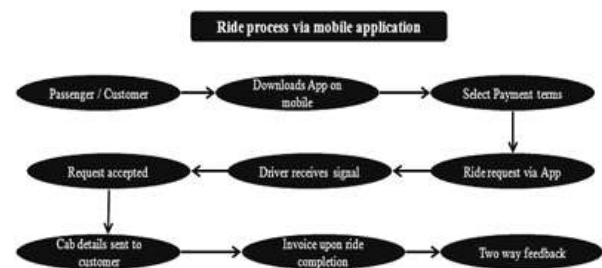 Ride process via mobile application
Passenger / Customer
Downloads App on
mobile
Select Payment terms
Request accepted
Driver receives signal
Ride request via App
Cab details sent to
customer
Invoice upon ride
completion
Two way feedback